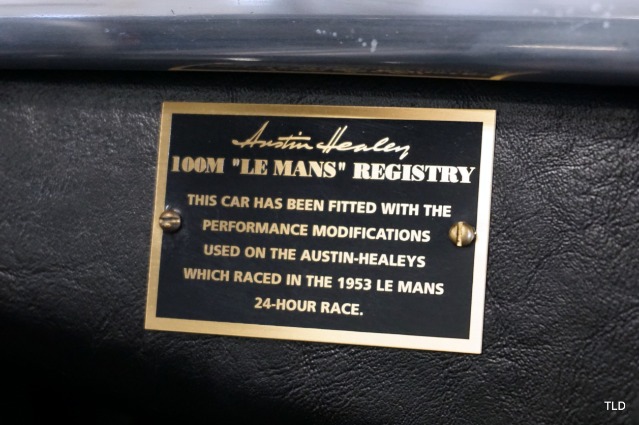 Austin Healey
100M "LE MANS" REGISTRY
THIS CAR HAS BEEN FITTED WITH THE
PERFORMANCE MODIFICATIONS
USED ON THE AUSTIN-HEALEYS
WHICH RACED IN THE 1953 LE MANS
24-HOUR RACE.
TLD